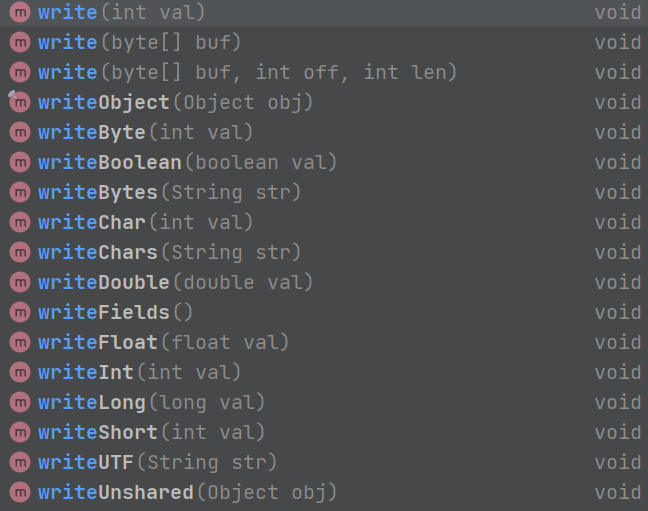 m write(int val) void
m write(byte[] buf) void
m write(byte[] buf, int off, int len) void
m writeObject(Object obj) void
m writeByte(int val) void
m writeBoolean(boolean val) void
m writeBytes(String str) void
m writeChar(int val) void
m writeChars(String str) void
m writeDouble(double val) void
m writeFields() void
m writeFloat(float val) void
m writeInt(int val) void
m writeLong(long val) void
m writeShort(int val) void
m writeUTF(String str) void
m writeUnshared(Object obj) void